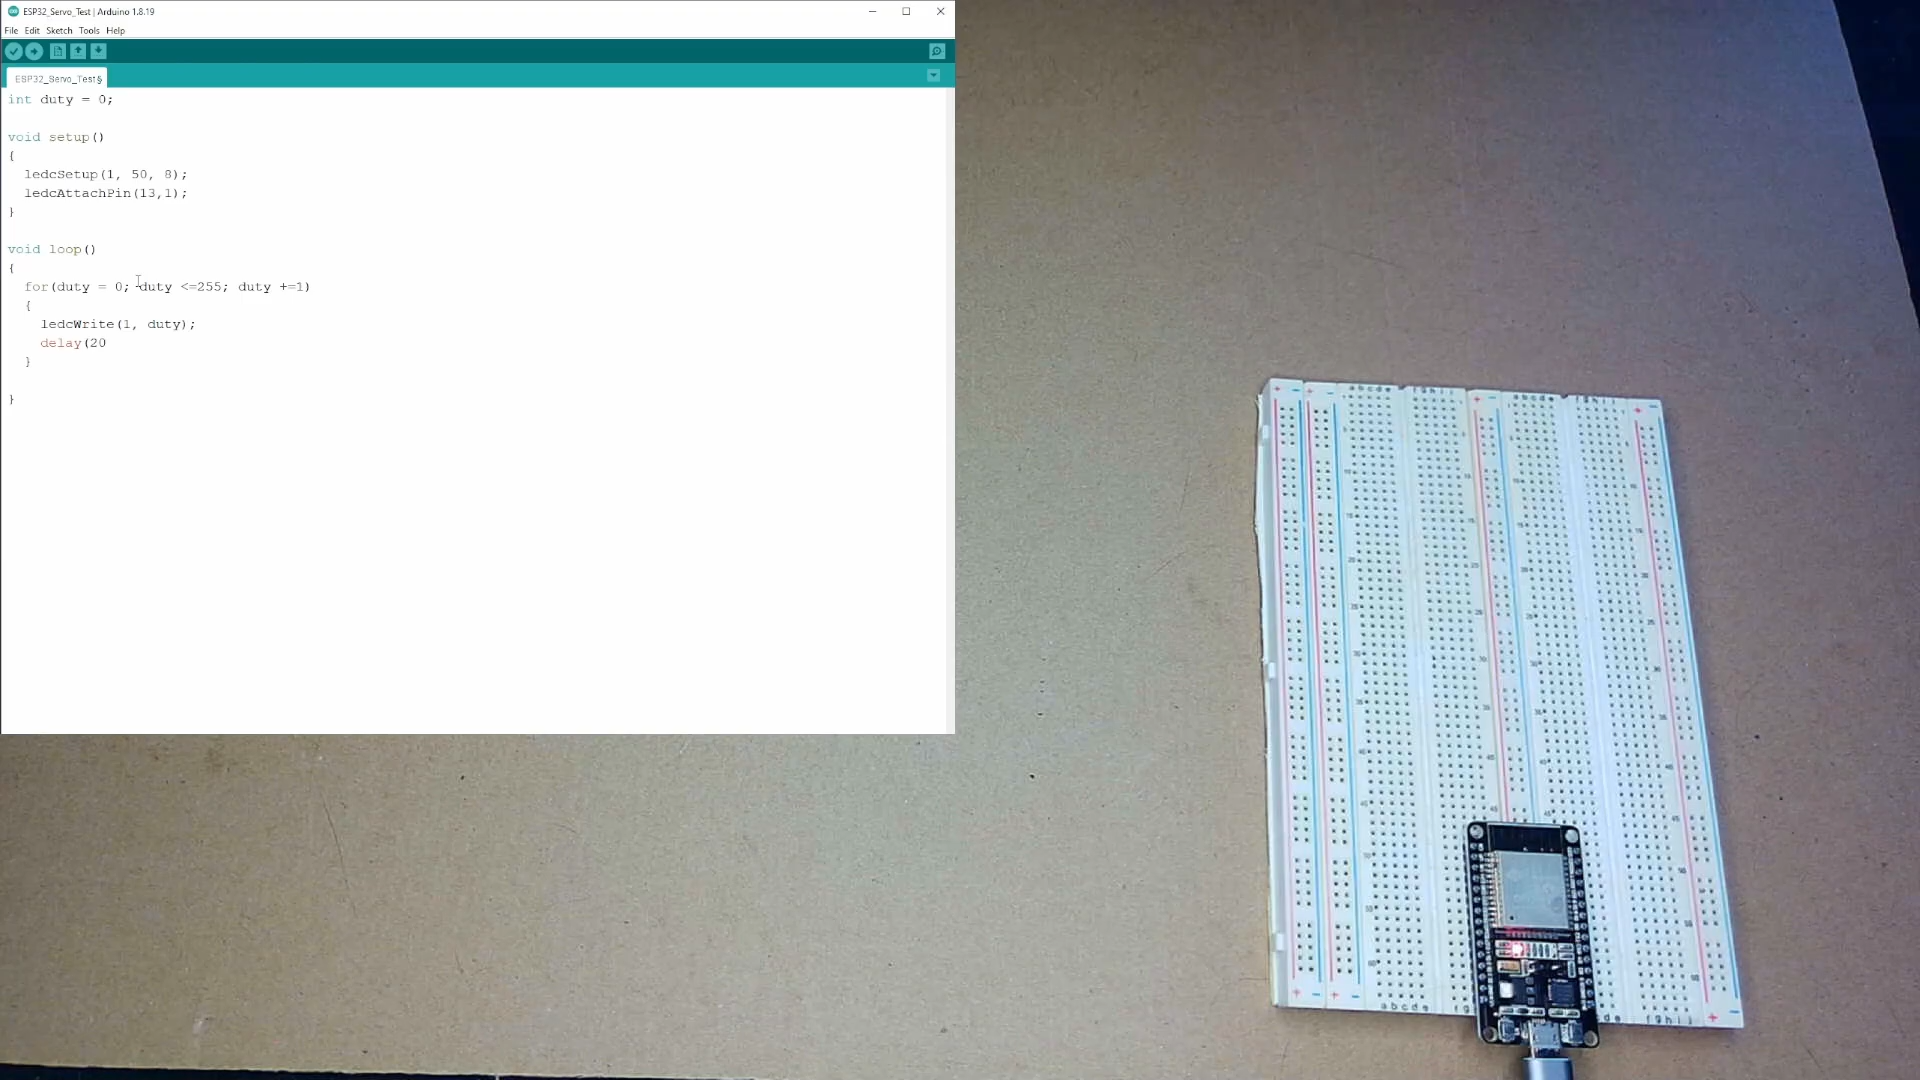 ESP32_Servo_Test | Arduino 1.8.19
File Edit Sketch Tools Help
ESP32_Servo_Test§
int duty = 0;
void setup()
{
ledcSetup(1, 50, 8);
ledcAttachPin(13,1);
}
void loop()
{
for(duty = 0; duty <=255; duty +=1)
{
ledcWrite(1, duty);
delay(20
}
}